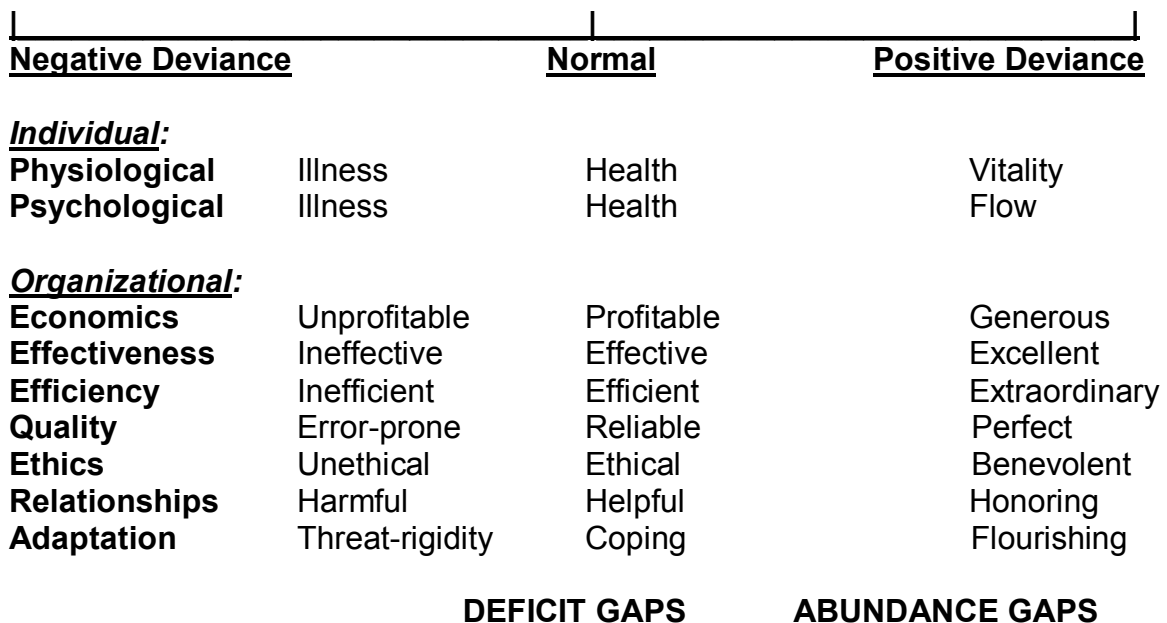 Negative Deviance Normal Positive Deviance
Individual:
Physiological Illness Health Vitality
Psychological Illness Health Flow
Organizational:
Economics Unprofitable Profitable Generous
Effectiveness Ineffective Effective Excellent
Efficiency Inefficient Efficient Extraordinary
Quality Error-prone Reliable Perfect
Ethics Unethical Ethical Benevolent
Relationships Harmful Helpful Honoring
Adaptation Threat-rigidity Coping Flourishing
DEFICIT GAPS ABUNDANCE GAPS